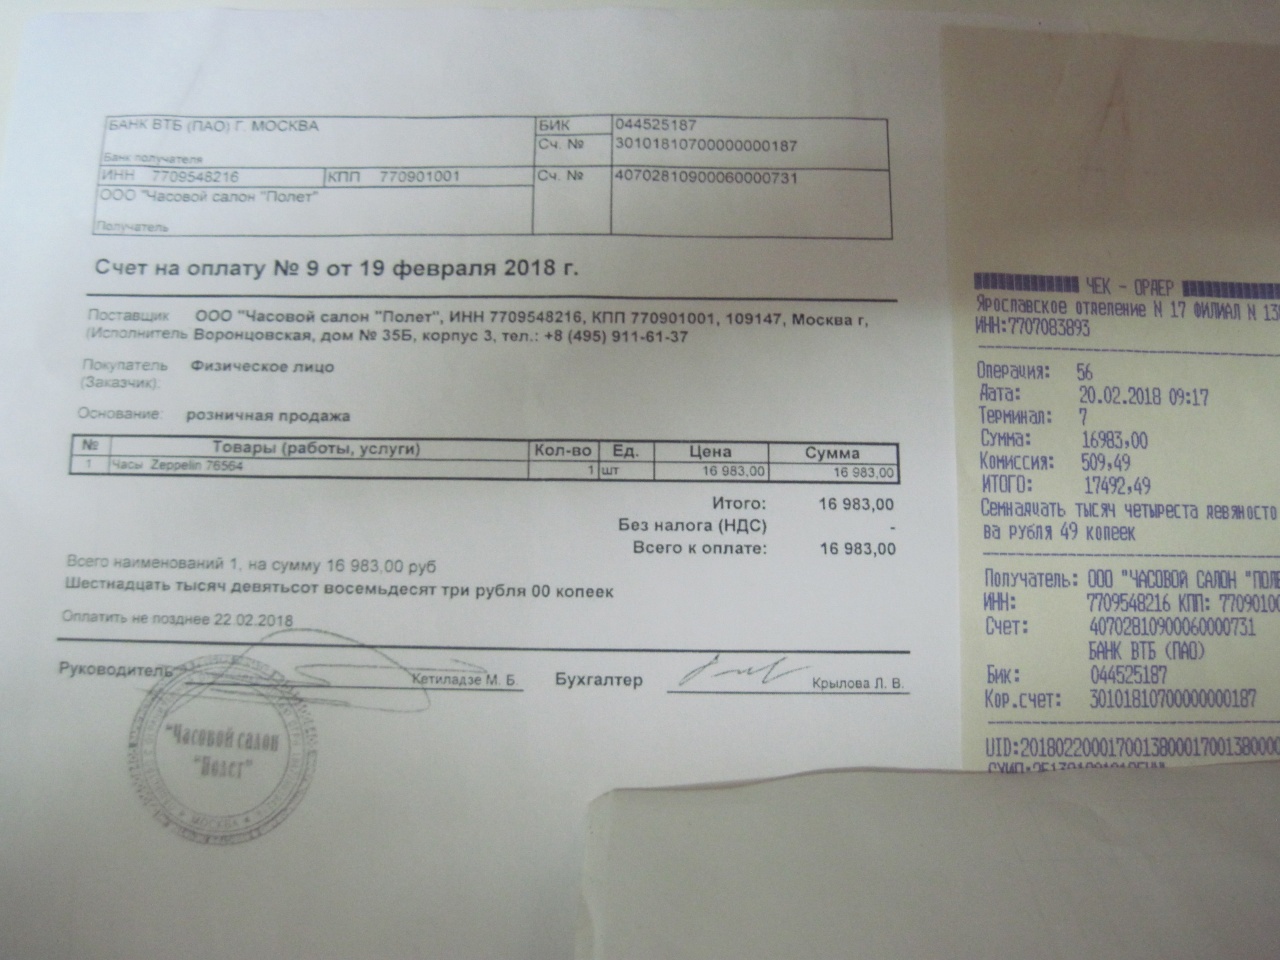 БАНК ВТБ (ПАО) Г. МОСКВА
БИК 044525187
Сч. № 30101810700000000187
Банк получателя
ИНН 7709548216 КПП 770901001 Сч. № 40702810900060000731
ООО "Часовой салон "Полет"
Получатель
Счет на оплату № 9 от 19 февраля 2018 г.
Поставщик ООО "Часовой салон "Полет", ИНН 7709548216, КПП 770901001, 109147, Москва г,
(Исполнитель Воронцовская, дом № 35Б, корпус 3, тел.: +8 (495) 911-61-37
Покупатель Физическое лицо
(Заказчик):
Основание: розничная продажа
№ Товары (работы, услуги) Кол-во Ед. Цена Сумма
1 Часы Zeppelin 76564 1 шт 16 983,00 16 983,00
Итого: 16 983,00
Без налога (НДС) -
Всего к оплате: 16 983,00
Всего наименований 1, на сумму 16 983,00 руб
Шестнадцать тысяч девятьсот восемьдесят три рубля 00 копеек
Оплатить не позднее 22.02.2018
Руководитель Кетиладзе М. Б. Бухгалтер Крылова Л. В.
"Часовой салон
"Полет"
МОСКВА
ЧЕК - ОРДЕР
Ярославское отделение N 17 ФИЛИАЛ N 13
ИНН:7707083893
Операция: 56
Дата: 20.02.2018 09:17
Терминал: 7
Сумма: 16983,00
Комиссия: 509,49
ИТОГО: 17492,49
Семнадцать тысяч четыреста девяносто
ва рубля 49 копеек
Получатель: ООО "ЧАСОВОЙ САЛОН "ПОЛЕ
ИНН: 7709548216 КПП: 77090100
Счет: 40702810900060000731
БАНК ВТБ (ПАО)
Бик: 044525187
Кор.счет: 30101810700000000187
UID:20180220001700138000170013800